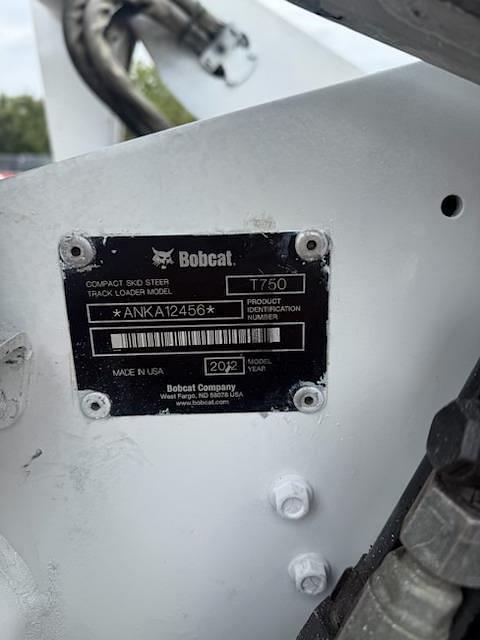 Bobcat.
COMPACT SKID STEER
TRACK LOADER MODEL
T750
*ANKA12456*
PRODUCT
IDENTIFICATION
NUMBER
MADE IN USA
2012
MODEL
YEAR
Bobcat Company
West Fargo, ND 58078 USA
www.bobcat.com